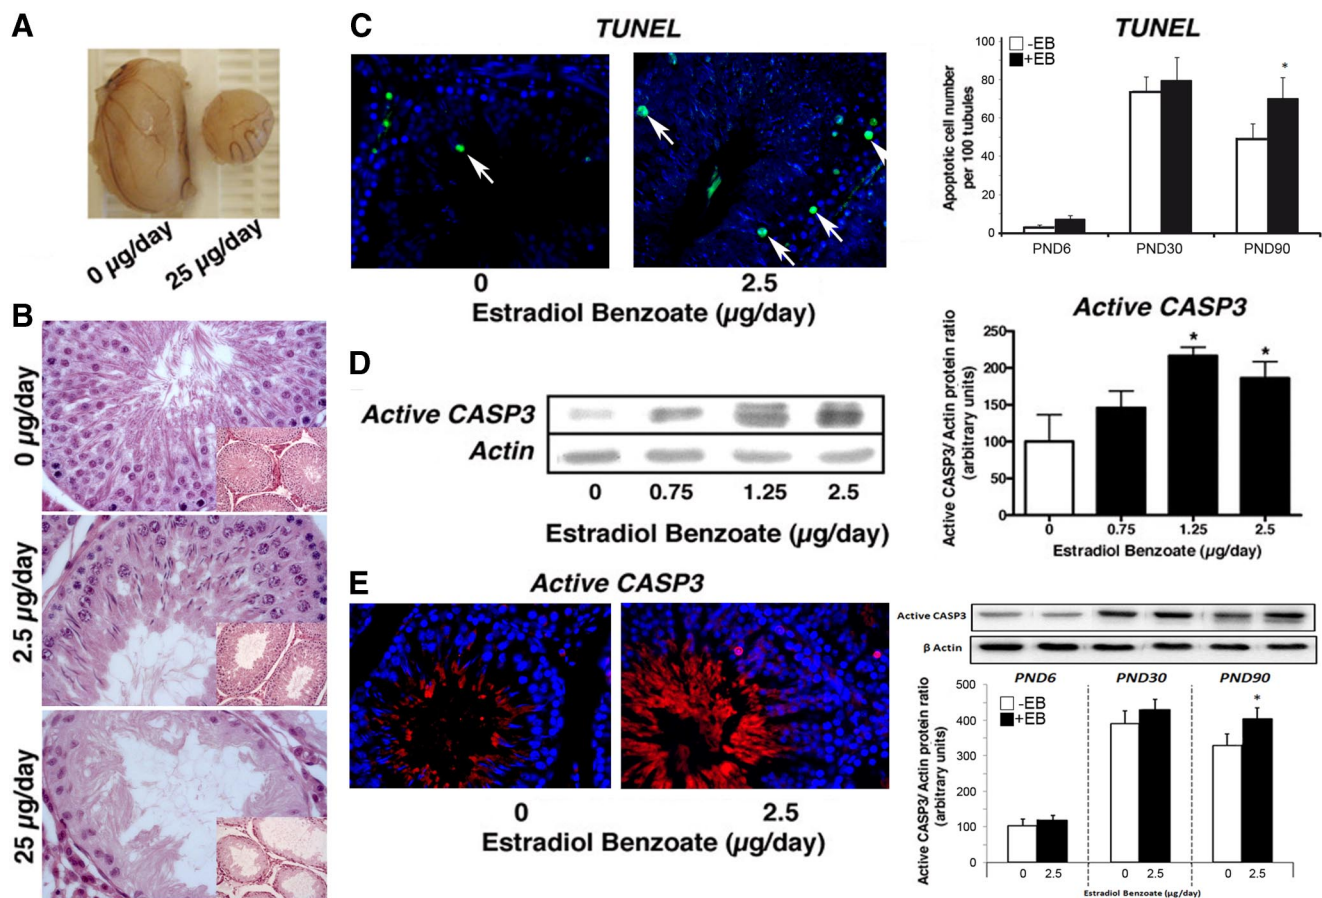 A
0 µg/day
25 µg/day
B
0 µg/day
2.5 µg/day
25 µg/day
C
TUNEL
0
2.5
Estradiol Benzoate (µg/day)
TUNEL
-EB
+EB
Apoptotic cell number
per 100 tubules
100
80
60
40
20
0
*
PND6
PND30
PND90
D
Active CASP3
Actin
0
0.75
1.25
2.5
Estradiol Benzoate (µg/day)
Active CASP3
Active CASP3/ Actin protein ratio
(arbitrary units)
250
200
150
100
50
0
*
*
0
0.75
1.25
2.5
Estradiol Benzoate (µg/day)
E
Active CASP3
0
2.5
Estradiol Benzoate (µg/day)
Active CASP3
β Actin
PND6
PND30
PND90
-EB
+EB
Active CASP3/ Actin protein ratio
(arbitrary units)
500
400
300
200
100
0
*
0
2.5
0
2.5
0
2.5
Estradiol Benzoate (µg/day)